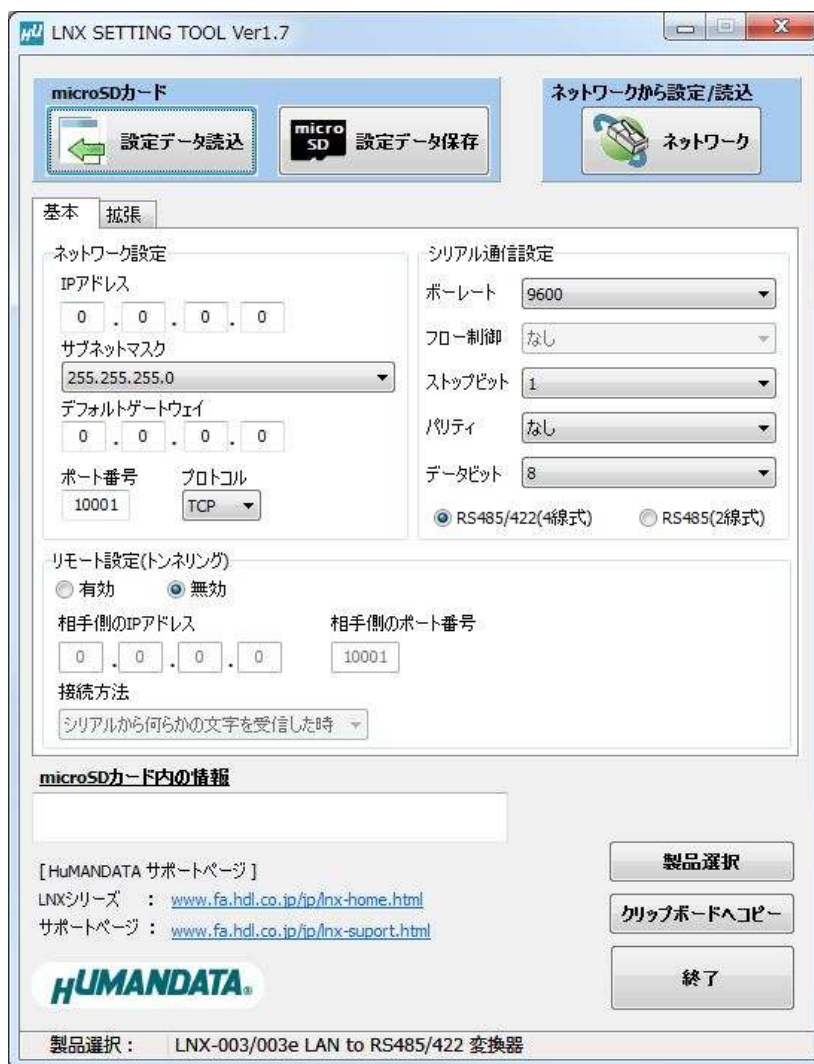 LNX SETTING TOOL Ver1.7
microSDカード
設定データ読込
micro
SD
設定データ保存
ネットワークから設定/読込
ネットワーク
基本
拡張
ネットワーク設定
IPアドレス
0 . 0 . 0 . 0
サブネットマスク
255.255.255.0
デフォルトゲートウェイ
0 . 0 . 0 . 0
ポート番号 プロトコル
10001 TCP
シリアル通信設定
ボーレート 9600
フロー制御 なし
ストップビット 1
パリティ なし
データビット 8
RS485/422(4線式) RS485(2線式)
リモート設定(トンネリング)
有効 無効
相手側のIPアドレス 相手側のポート番号
0 . 0 . 0 . 0 10001
接続方法
シリアルから何らかの文字を受信した時
microSDカード内の情報
[ HuMANDATA サポートページ ]
LNXシリーズ : www.fa.hdl.co.jp/jp/lnx-home.html
サポートページ : www.fa.hdl.co.jp/jp/lnx-suport.html
HUMANDATA®
製品選択
クリップボードへコピー
終了
製品選択 : LNX-003/003e LAN to RS485/422 変換器